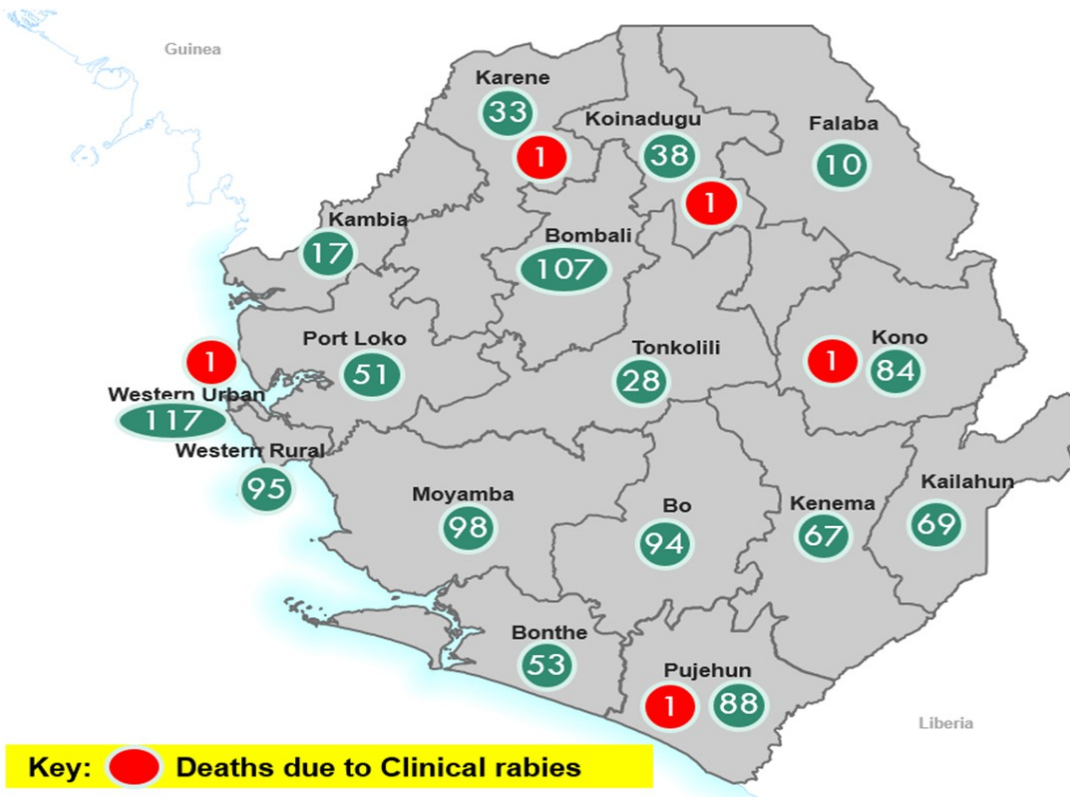 Guinea
Karene
33
1
Koinadugu
38
1
Falaba
10
Kambia
17
Bombali
107
Port Loko
51
Tonkolili
28
Kono
1
84
1
Western Urban
117
Western Rural
95
Moyamba
98
Bo
94
Kenema
67
Kailahun
69
Bonthe
53
Pujehun
1
88
Liberia
Key: Deaths due to Clinical rabies